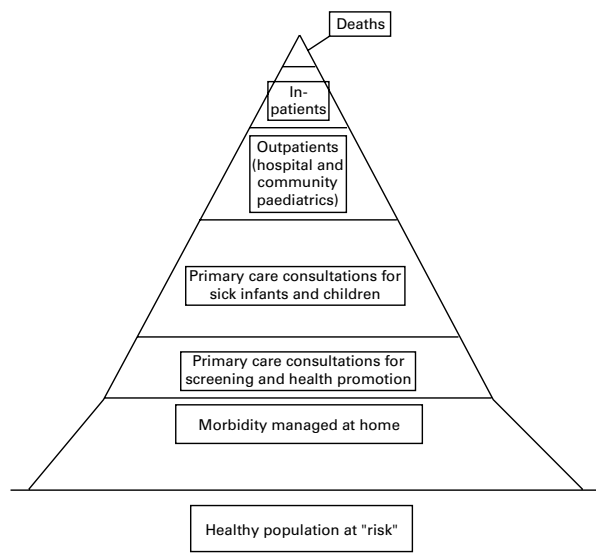 Deaths
In-
patients
Outpatients
(hospital and
community
paediatrics)
Primary care consultations for
sick infants and children
Primary care consultations for
screening and health promotion
Morbidity managed at home
Healthy population at "risk"